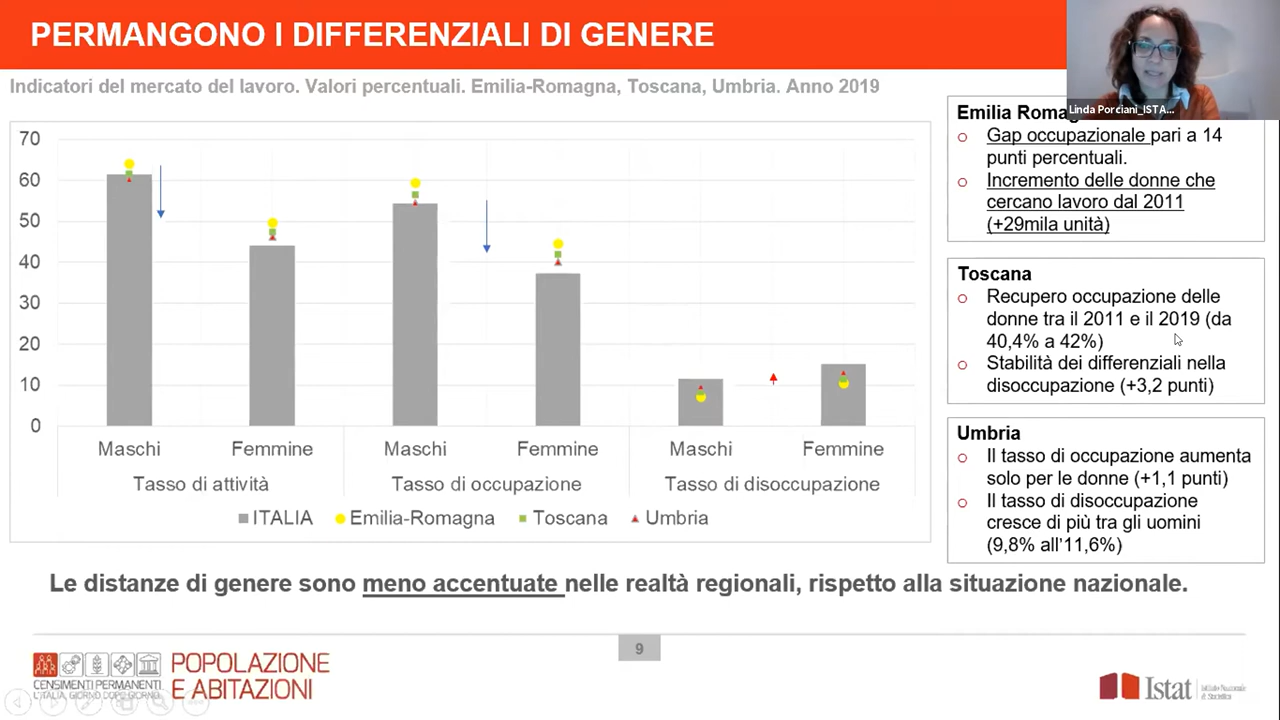 PERMANGONO I DIFFERENZIALI DI GENERE
Indicatori del mercato del lavoro. Valori percentuali. Emilia-Romagna, Toscana, Umbria. Anno 2019
Linda Porciani_ISTA...
70
60
50
40
30
20
10
0
Maschi
Femmine
Maschi
Femmine
Maschi
Femmine
Tasso di attività
Tasso di occupazione
Tasso di disoccupazione
ITALIA
Emilia-Romagna
Toscana
Umbria
Emilia Romag
Gap occupazionale pari a 14
punti percentuali.
Incremento delle donne che
cercano lavoro dal 2011
(+29mila unità)
Toscana
Recupero occupazione delle
donne tra il 2011 e il 2019 (da
40,4% a 42%)
Stabilità dei differenziali nella
disoccupazione (+3,2 punti)
Umbria
Il tasso di occupazione aumenta
solo per le donne (+1,1 punti)
Il tasso di disoccupazione
cresce di più tra gli uomini
(9,8% all'11,6%)
Le distanze di genere sono meno accentuate nelle realtà regionali, rispetto alla situazione nazionale.
9
CENSIMENTI PERMANENTI
L'ITALIA, GIORNO DOPO GIORNO
POPOLAZIONE
E ABITAZIONI
Istat
Istituto Nazionale
di Statistica